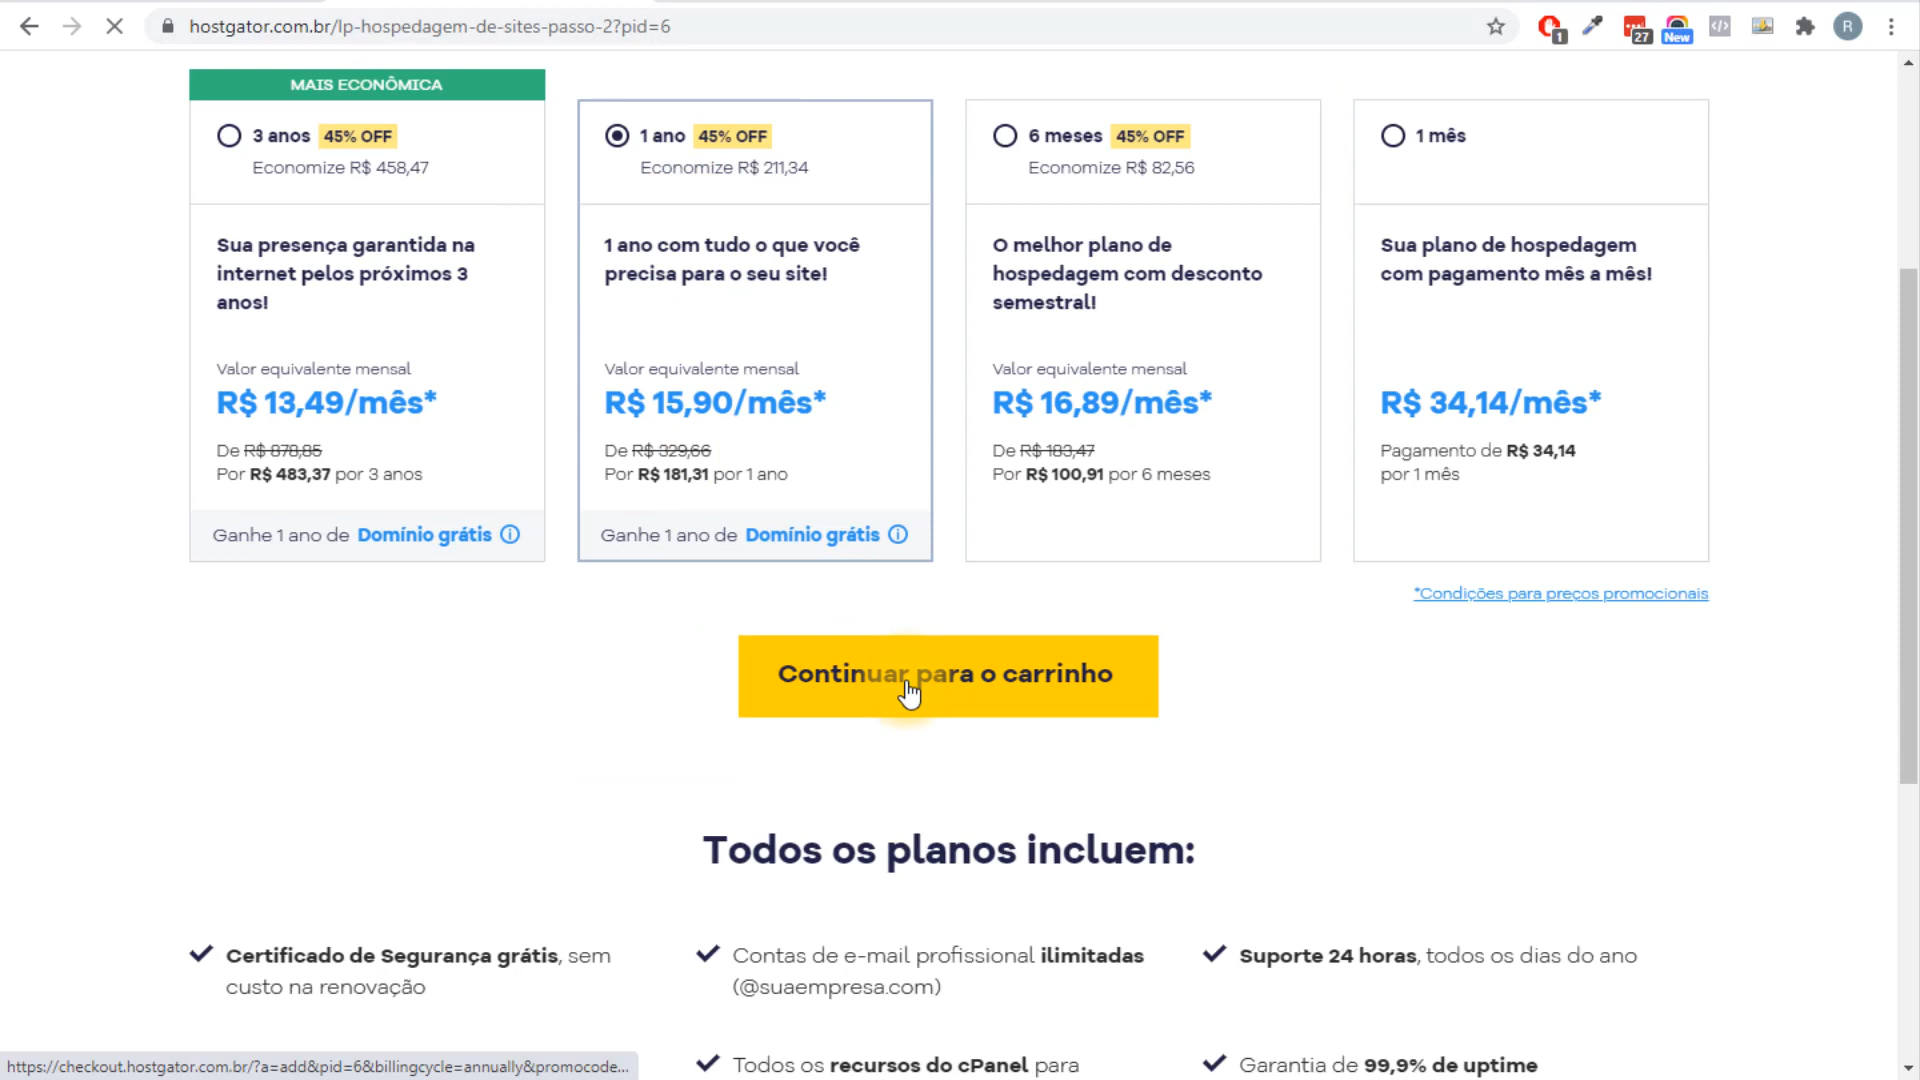 hostgator.com.br/lp-hospedagem-de-sites-passo-2?pid=6
1
27
New
R
MAIS ECONÔMICA
3 anos 45% OFF
Economize R$ 458,47
Sua presença garantida na
internet pelos próximos 3
anos!
Valor equivalente mensal
R$ 13,49/mês*
De R$ 878,85
Por R$ 483,37 por 3 anos
Ganhe 1 ano de Domínio grátis
1 ano 45% OFF
Economize R$ 211,34
1 ano com tudo o que você
precisa para o seu site!
Valor equivalente mensal
R$ 15,90/mês*
De R$ 329,66
Por R$ 181,31 por 1 ano
Ganhe 1 ano de Domínio grátis
6 meses 45% OFF
Economize R$ 82,56
O melhor plano de
hospedagem com desconto
semestral!
Valor equivalente mensal
R$ 16,89/mês*
De R$ 183,47
Por R$ 100,91 por 6 meses
1 mês
Sua plano de hospedagem
com pagamento mês a mês!
R$ 34,14/mês*
Pagamento de R$ 34,14
por 1 mês
*Condições para preços promocionais
Continuar para o carrinho
Todos os planos incluem:
Certificado de Segurança grátis, sem
custo na renovação
Contas de e-mail profissional ilimitadas
(@suaempresa.com)
Suporte 24 horas, todos os dias do ano
Todos os recursos do cPanel para
Garantia de 99,9% de uptime
https://checkout.hostgator.com.br/?a=add&pid=6&billingcycle=annually&promocode...